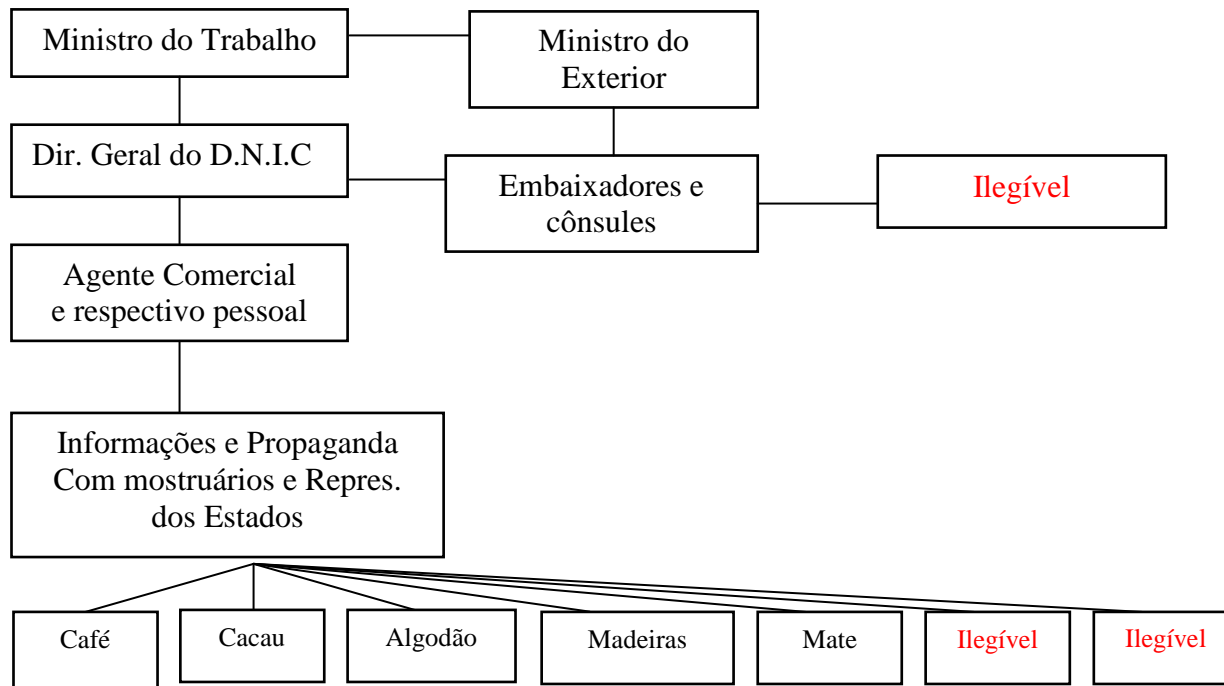 Ministro do Trabalho
Ministro do
Exterior
Dir. Geral do D.N.I.C
Embaixadores e
cônsules
Ilegível
Agente Comercial
e respectivo pessoal
Informações e Propaganda
Com mostruários e Repres.
dos Estados
Café
Cacau
Algodão
Madeiras
Mate
Ilegível
Ilegível